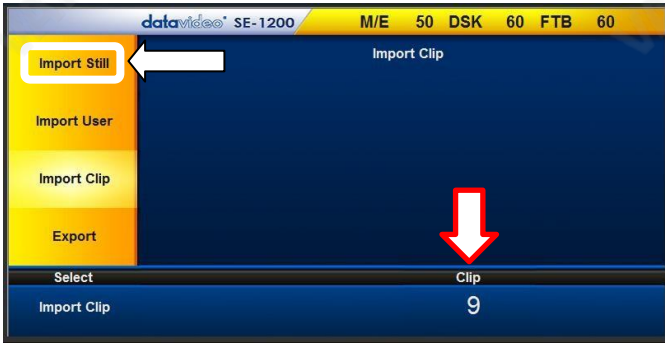 datavideo® SE-1200 M/E 50 DSK 60 FTB 60
Import Still
Import Clip
Import User
Import Clip
Export
Select Clip
Import Clip 9